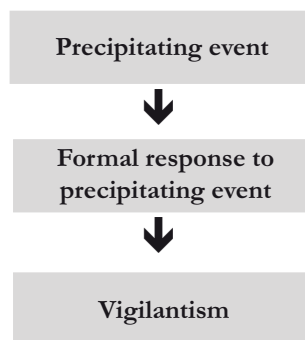 Precipitating event
Formal response to
precipitating event
Vigilantism